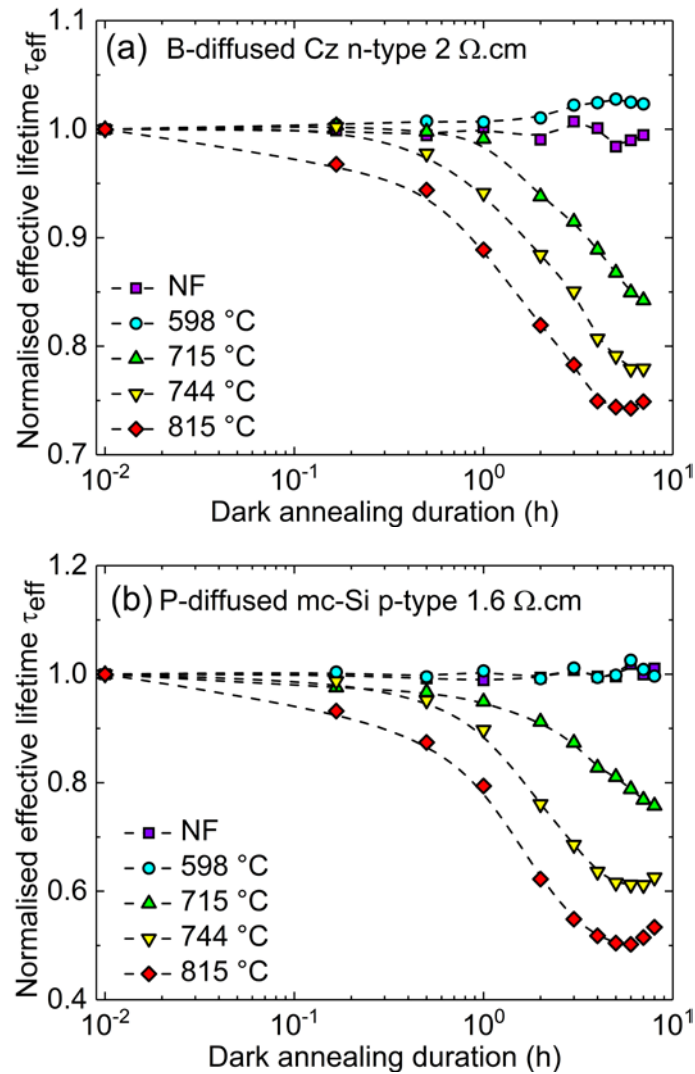 (a) B-diffused Cz n-type 2 Ω.cm
Normalised effective lifetime τeff
1.1
1.0
0.9
0.8
0.7
NF
598 °C
715 °C
744 °C
815 °C
10-2 10-1 100 101
Dark annealing duration (h)
(b) P-diffused mc-Si p-type 1.6 Ω.cm
Normalised effective lifetime τeff
1.2
1.0
0.8
0.6
0.4
NF
598 °C
715 °C
744 °C
815 °C
10-2 10-1 100 101
Dark annealing duration (h)